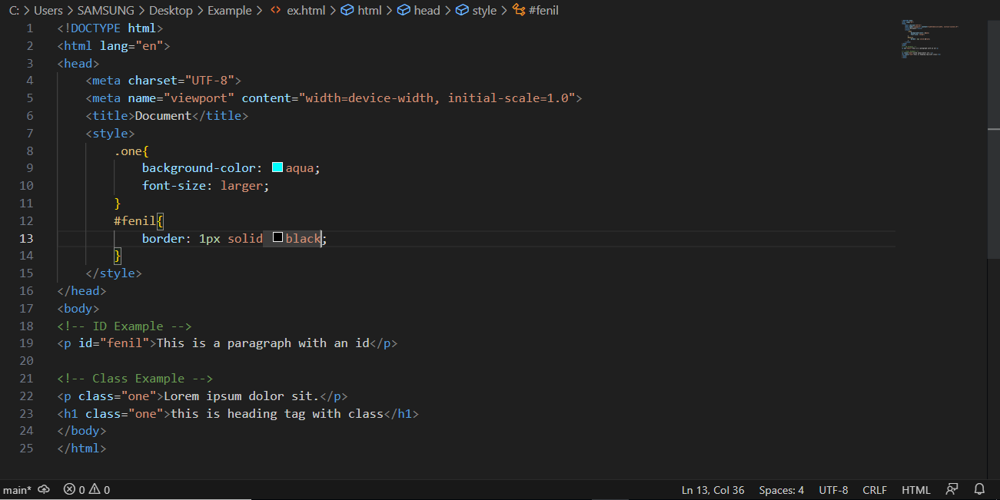 C: > Users > SAMSUNG > Desktop > Example > <> ex.html > html > head > style > #fenil
1 <!DOCTYPE html>
2 <html lang="en">
3 <head>
4     <meta charset="UTF-8">
5     <meta name="viewport" content="width=device-width, initial-scale=1.0">
6     <title>Document</title>
7     <style>
8         .one{
9             background-color: aqua;
10             font-size: larger;
11         }
12         #fenil{
13             border: 1px solid black;
14         }
15     </style>
16 </head>
17 <body>
18 <!-- ID Example -->
19 <p id="fenil">This is a paragraph with an id</p>
20
21 <!-- Class Example -->
22 <p class="one">Lorem ipsum dolor sit.</p>
23 <h1 class="one">this is heading tag with class</h1>
24 </body>
25 </html>
main* 0 0 Ln 13, Col 36 Spaces: 4 UTF-8 CRLF HTML